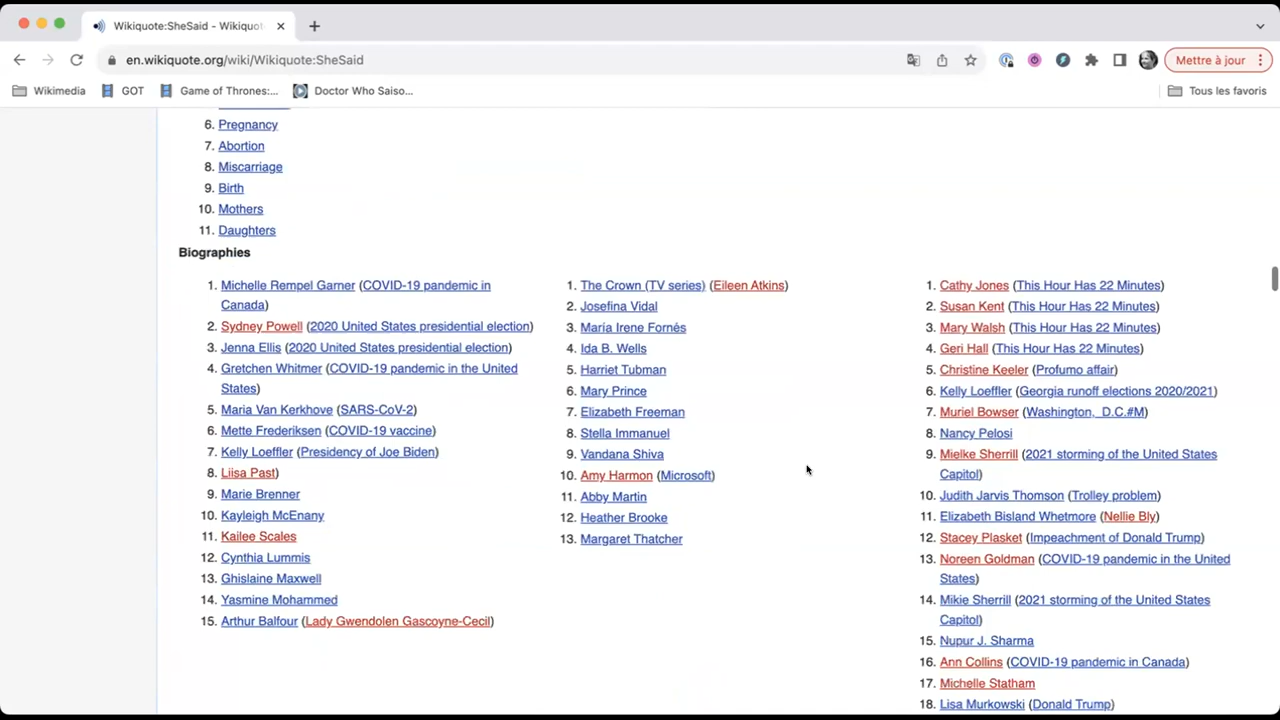 Wikiquote:SheSaid - Wikiquot
en.wikiquote.org/wiki/Wikiquote:SheSaid
Mettre à jour
Wikimedia
GOT
Game of Thrones:...
Doctor Who Saiso...
Tous les favoris
6. Pregnancy
7. Abortion
8. Miscarriage
9. Birth
10. Mothers
11. Daughters
Biographies
1. Michelle Rempel Garner (COVID-19 pandemic in
Canada)
2. Sydney Powell (2020 United States presidential election)
3. Jenna Ellis (2020 United States presidential election)
4. Gretchen Whitmer (COVID-19 pandemic in the United
States)
5. Maria Van Kerkhove (SARS-CoV-2)
6. Mette Frederiksen (COVID-19 vaccine)
7. Kelly Loeffler (Presidency of Joe Biden)
8. Liisa Past)
9. Marie Brenner
10. Kayleigh McEnany
11. Kailee Scales
12. Cynthia Lummis
13. Ghislaine Maxwell
14. Yasmine Mohammed
15. Arthur Balfour (Lady Gwendolen Gascoyne-Cecil)
1. The Crown (TV series) (Eileen Atkins)
2. Josefina Vidal
3. María Irene Fornés
4. Ida B. Wells
5. Harriet Tubman
6. Mary Prince
7. Elizabeth Freeman
8. Stella Immanuel
9. Vandana Shiva
10. Amy Harmon (Microsoft)
11. Abby Martin
12. Heather Brooke
13. Margaret Thatcher
1. Cathy Jones (This Hour Has 22 Minutes)
2. Susan Kent (This Hour Has 22 Minutes)
3. Mary Walsh (This Hour Has 22 Minutes)
4. Geri Hall (This Hour Has 22 Minutes)
5. Christine Keeler (Profumo affair)
6. Kelly Loeffler (Georgia runoff elections 2020/2021)
7. Muriel Bowser (Washington, D.C.#M)
8. Nancy Pelosi
9. Mielke Sherrill (2021 storming of the United States
Capitol)
10. Judith Jarvis Thomson (Trolley problem)
11. Elizabeth Bisland Whetmore (Nellie Bly)
12. Stacey Plasket (Impeachment of Donald Trump)
13. Noreen Goldman (COVID-19 pandemic in the United
States)
14. Mikie Sherrill (2021 storming of the United States
Capitol)
15. Nupur J. Sharma
16. Ann Collins (COVID-19 pandemic in Canada)
17. Michelle Statham
18. Lisa Murkowski (Donald Trump)